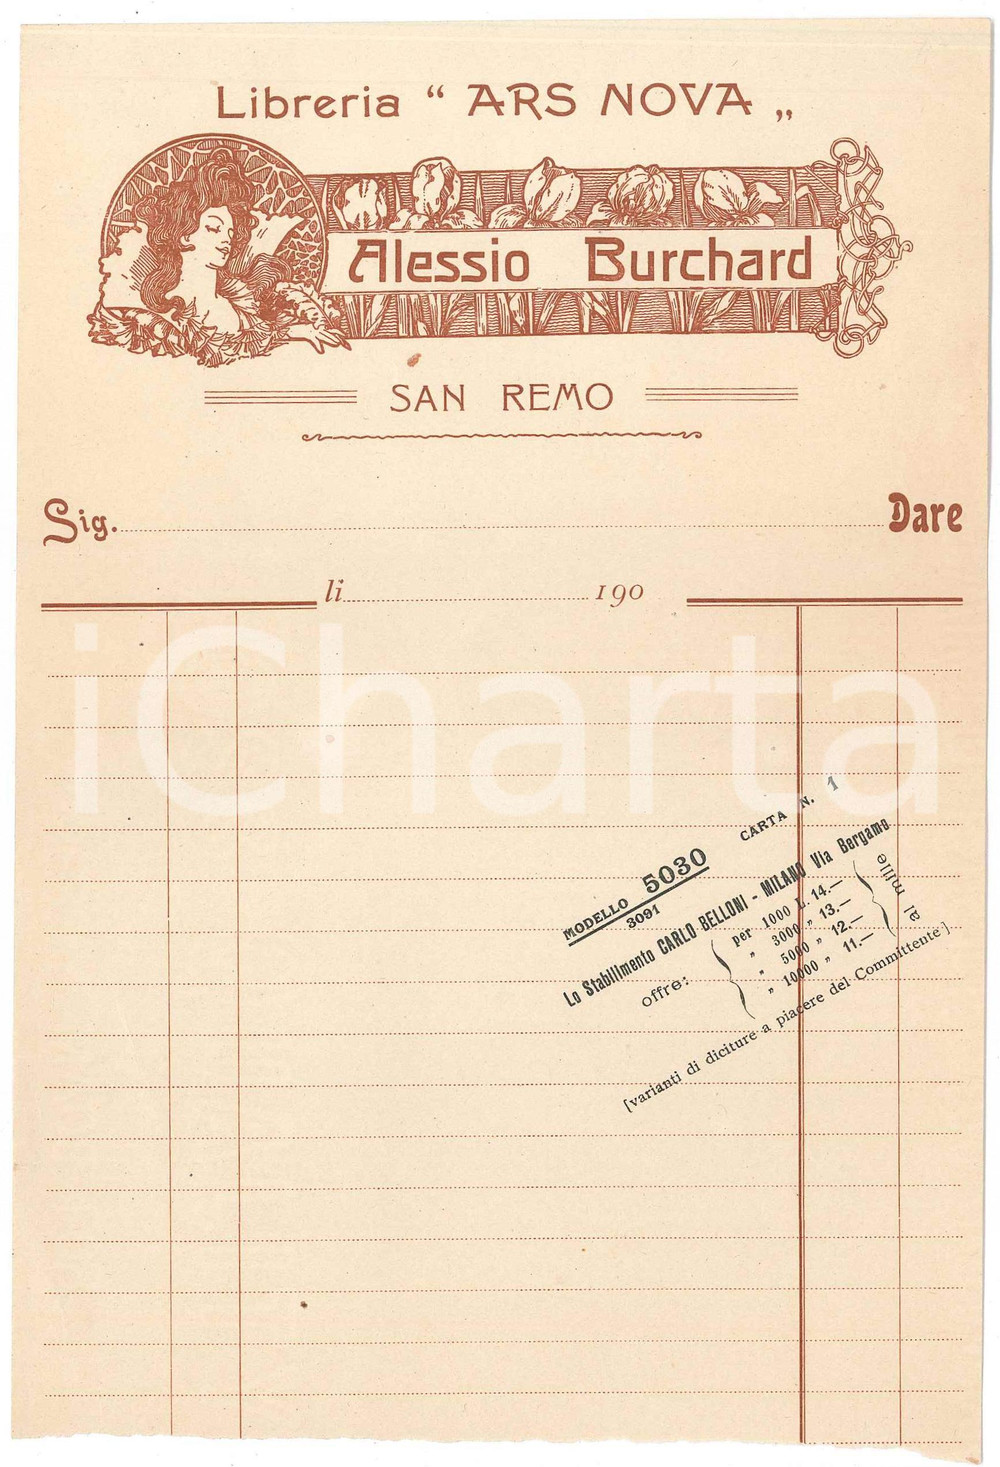 Libreria “ ARS NOVA „
Alessio Burchard
SAN REMO
Sig. Dare
li 190
iCharta
CARTA N. 1
MODELLO 5030
3091
Lo Stabilimento CARLO BELLONI - MILANO Via Bergamo
offre:
per 1000 L. 14.—
„ 3000 „ 13.—
„ 5000 „ 12.—
„ 10000 „ 11.—
al mille
[varianti di diciture a piacere del Committente].